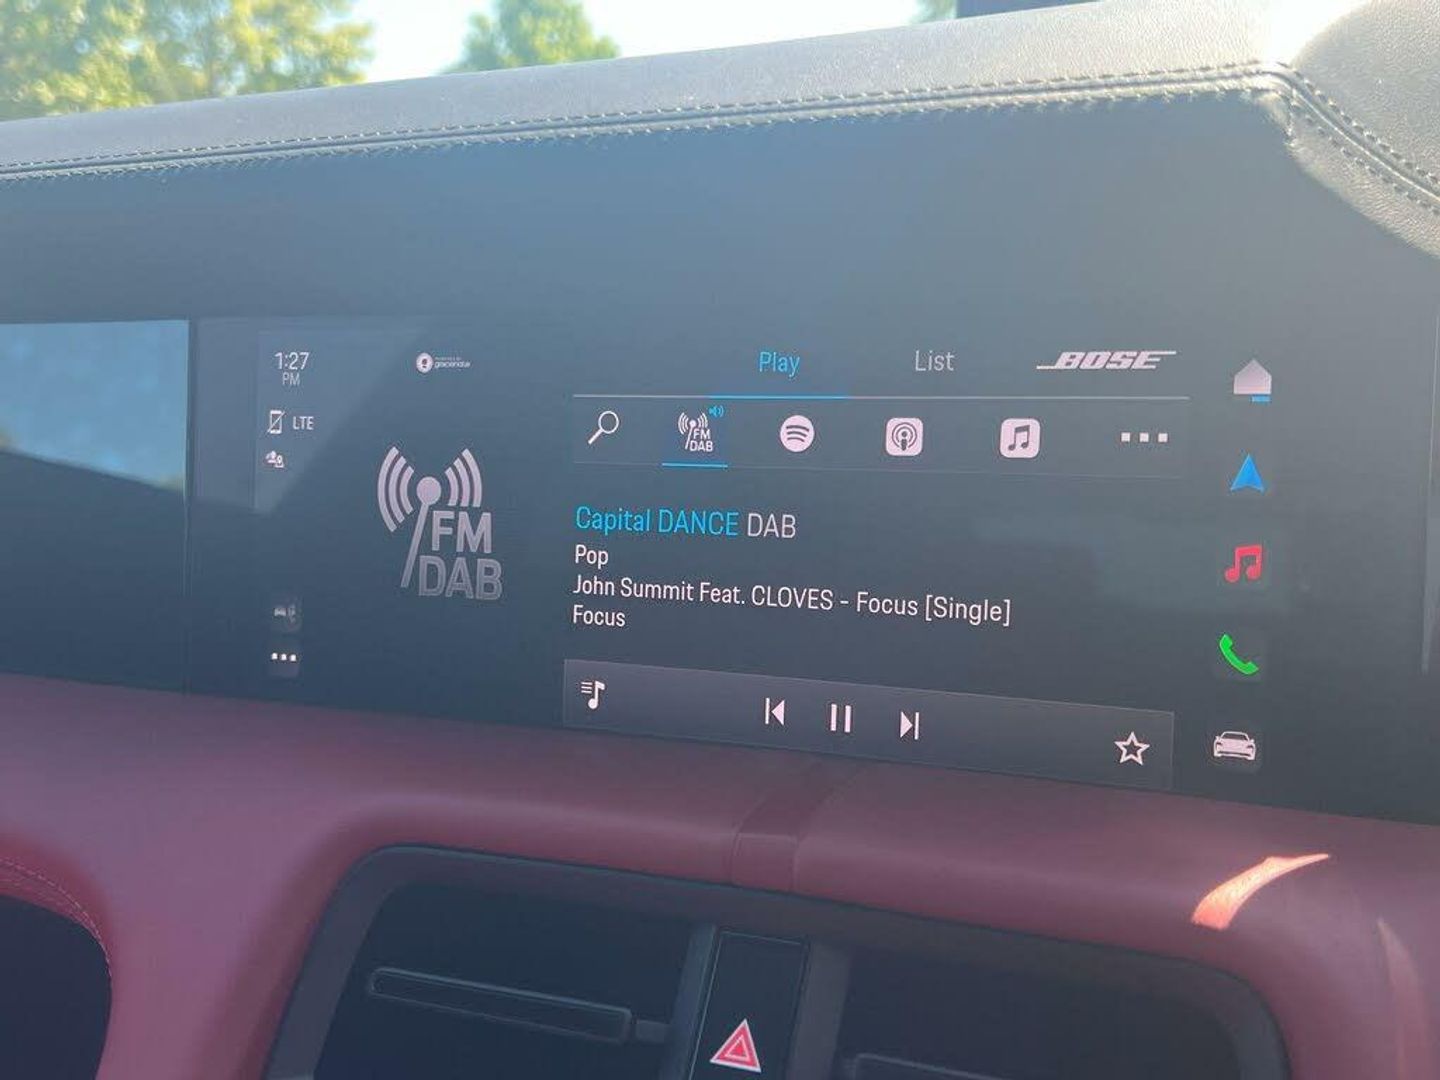 1:27
PM
LTE
gracenote
Play
List
BOSE
FM
DAB
FM
DAB
Capital DANCE DAB
Pop
John Summit Feat. CLOVES - Focus [Single]
Focus